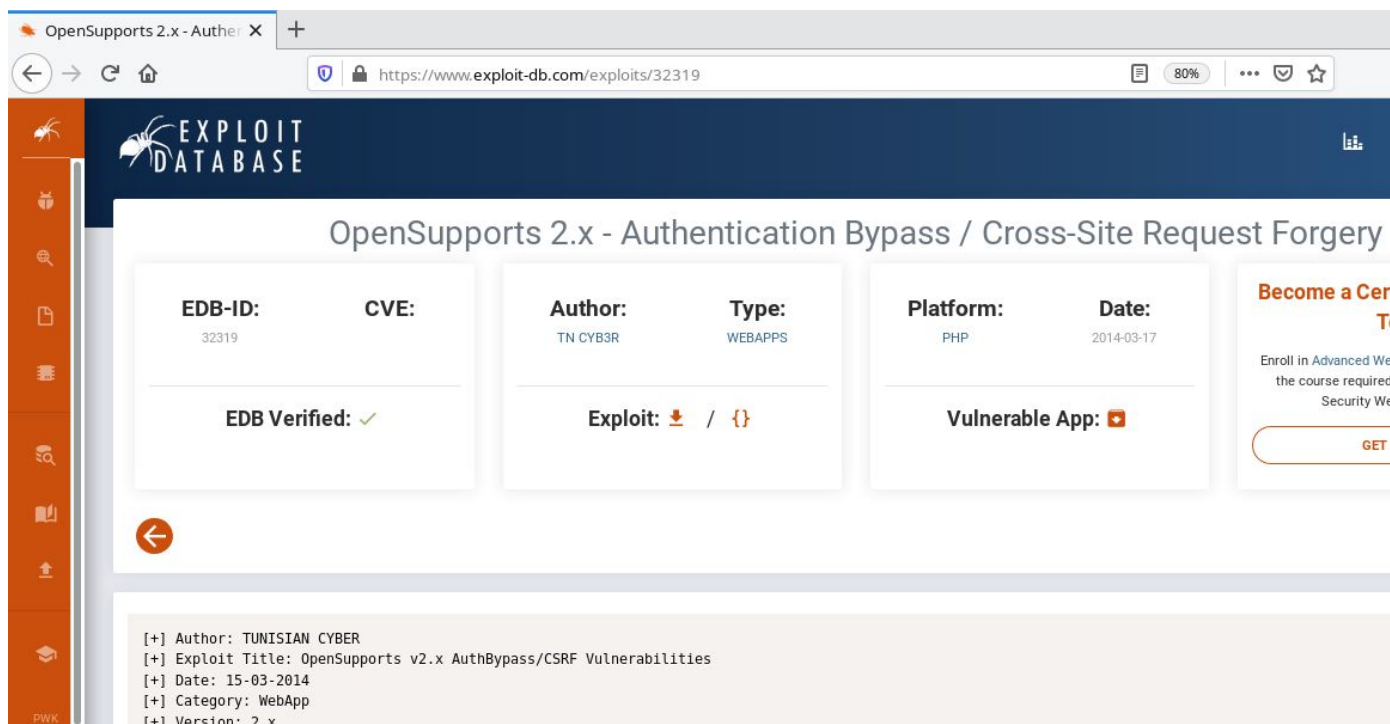 OpenSupports 2.x - Auther
https://www.exploit-db.com/exploits/32319
80%
EXPLOIT
DATABASE
OpenSupports 2.x - Authentication Bypass / Cross-Site Request Forgery
EDB-ID:
32319
CVE:
EDB Verified:
Author:
TN CYB3R
Type:
WEBAPPS
Exploit: / {}
Platform:
PHP
Date:
2014-03-17
Vulnerable App:
Become a Cer
Enroll in Advanced We
the course required
Security We
GET
[+] Author: TUNISIAN CYBER
[+] Exploit Title: OpenSupports v2.x AuthBypass/CSRF Vulnerabilities
[+] Date: 15-03-2014
[+] Category: WebApp
[+] Version: 2.x
PWK